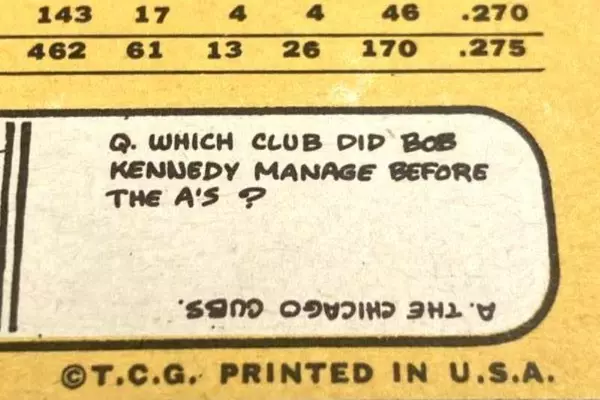 143 17 4 4 46 .270
462 61 13 26 170 .275
Q. WHICH CLUB DID BOB
KENNEDY MANAGE BEFORE
THE A'S ?
A. THE CHICAGO CUBS.
©T.C.G. PRINTED IN U.S.A.